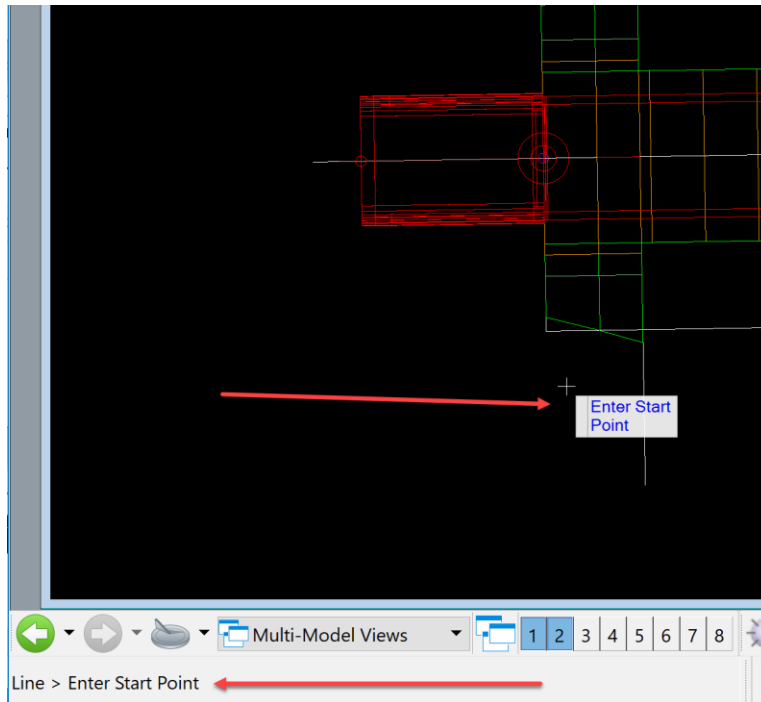 Enter Start
Point
Multi-Model Views
1 2 3 4 5 6 7 8
Line > Enter Start Point